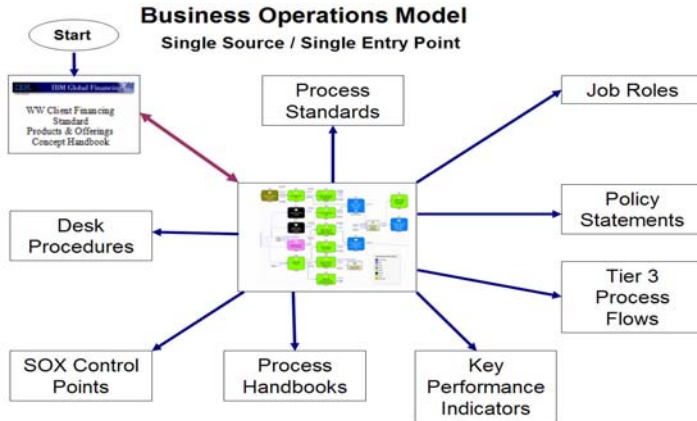 Business Operations Model
Single Source / Single Entry Point
Start
IBM Global Financing
WW Client Financing
Standard
Products & Offerings
Concept Handbook
Process
Standards
Job Roles
Desk
Procedures
Policy
Statements
Tier 3
Process
Flows
SOX Control
Points
Process
Handbooks
Key
Performance
Indicators